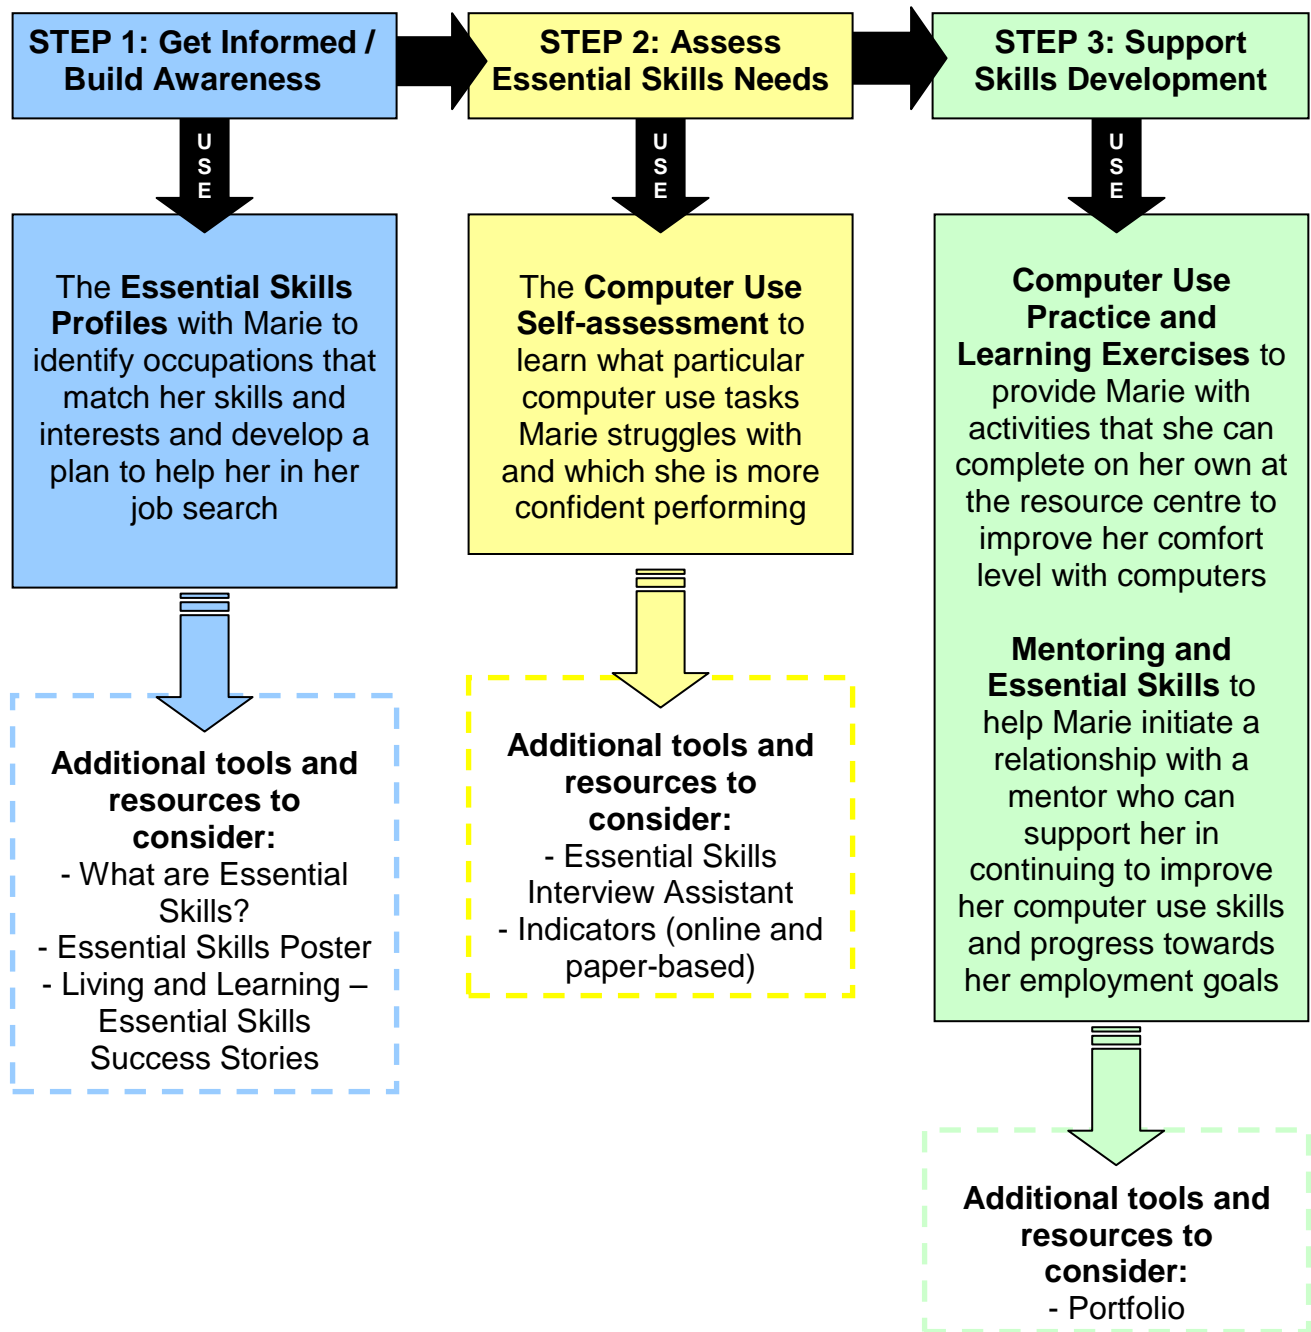 STEP 1: Get Informed /
Build Awareness
STEP 2: Assess
Essential Skills Needs
STEP 3: Support
Skills Development
U
S
E
U
S
E
U
S
E
The Essential Skills
Profiles with Marie to
identify occupations that
match her skills and
interests and develop a
plan to help her in her
job search
The Computer Use
Self-assessment to
learn what particular
computer use tasks
Marie struggles with
and which she is more
confident performing
Computer Use
Practice and
Learning Exercises to
provide Marie with
activities that she can
complete on her own at
the resource centre to
improve her comfort
level with computers
Mentoring and
Essential Skills to
help Marie initiate a
relationship with a
mentor who can
support her in
continuing to improve
her computer use skills
and progress towards
her employment goals
Additional tools and
resources to
consider:
- What are Essential
Skills?
- Essential Skills Poster
- Living and Learning –
Essential Skills
Success Stories
Additional tools and
resources to
consider:
- Essential Skills
Interview Assistant
- Indicators (online and
paper-based)
Additional tools and
resources to
consider:
- Portfolio